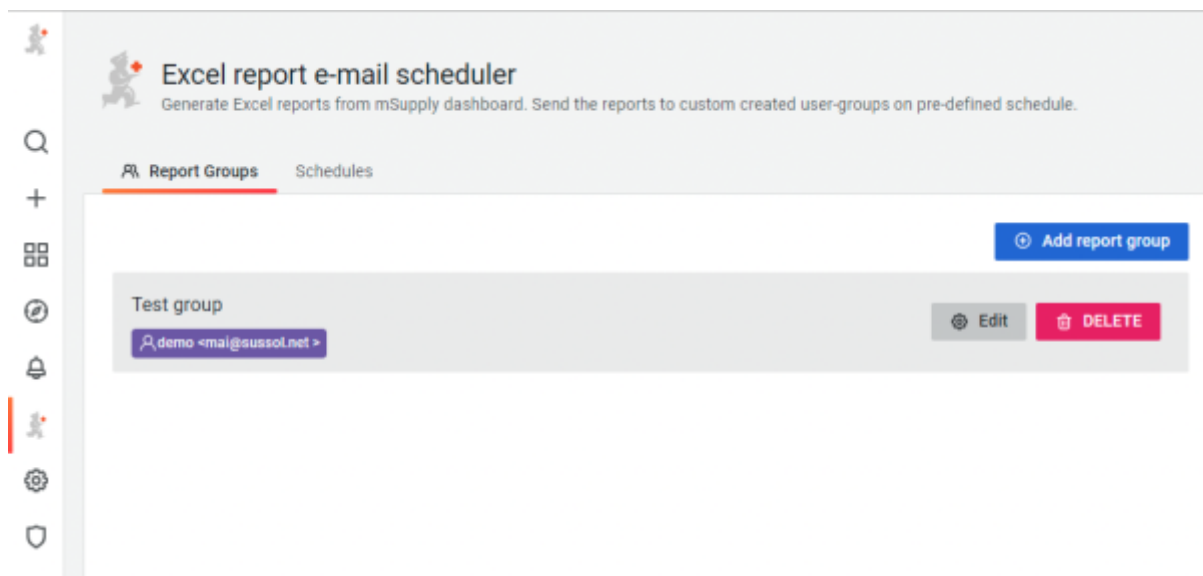 Excel report e-mail scheduler
Generate Excel reports from mSupply dashboard. Send the reports to custom created user-groups on pre-defined schedule.
Report Groups Schedules
Add report group
Test group
Edit DELETE
demo <mai@sussol.net >